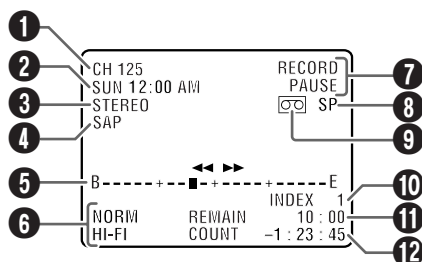 1 CH 125 RECORD 7
2 SUN 12:00 AM PAUSE
3 STEREO SP 8
4 SAP 9
5 B------+---■-+------+------E
INDEX 1 10
6 NORM REMAIN 10 : 00 11
HI-FI COUNT –1 : 23 : 45 12